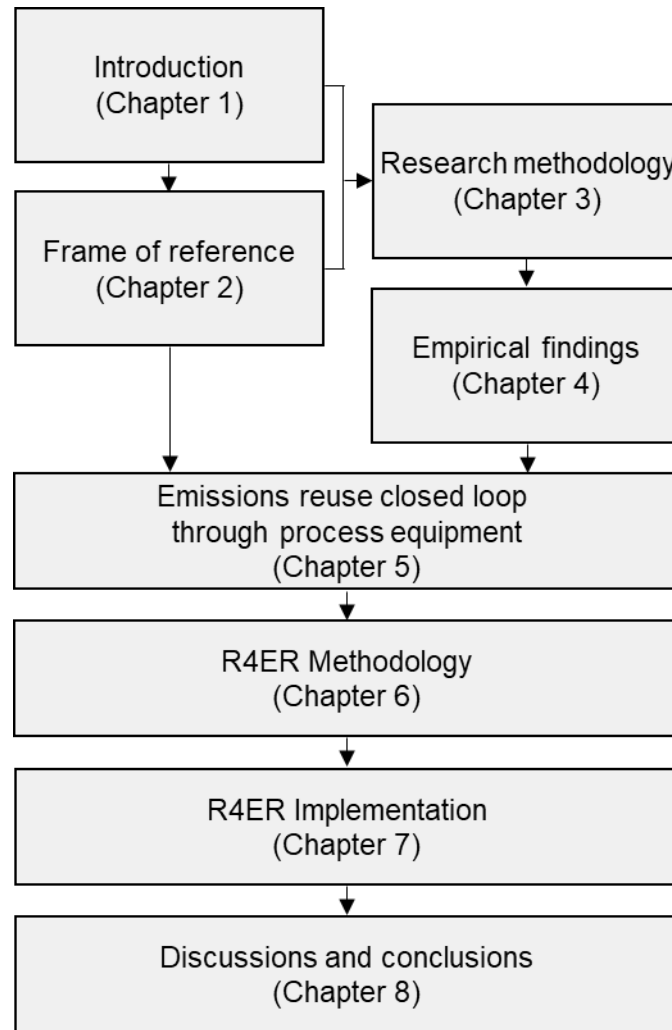 Introduction
(Chapter 1)
Frame of reference
(Chapter 2)
Research methodology
(Chapter 3)
Empirical findings
(Chapter 4)
Emissions reuse closed loop
through process equipment
(Chapter 5)
R4ER Methodology
(Chapter 6)
R4ER Implementation
(Chapter 7)
Discussions and conclusions
(Chapter 8)